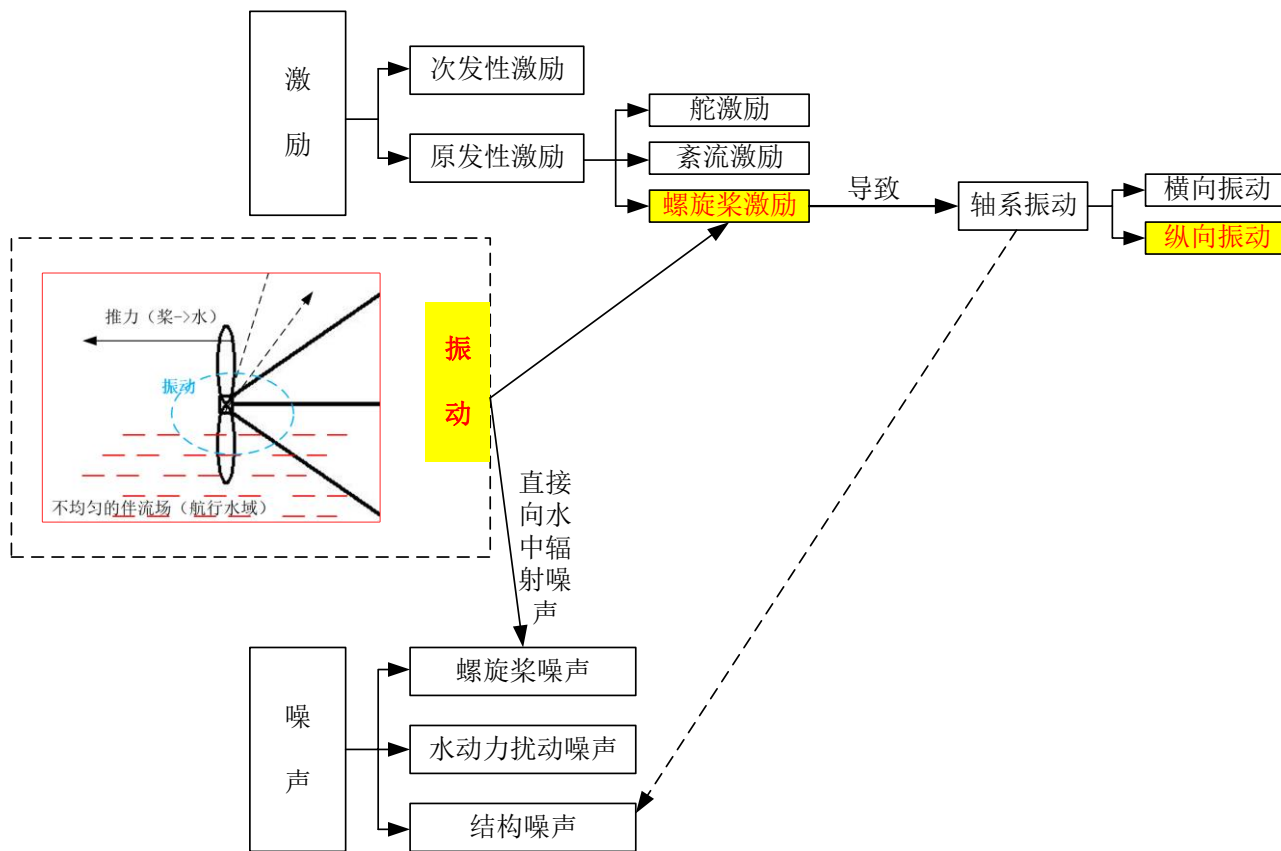 激
励
次发性激励
原发性激励
舵激励
紊流激励
螺旋桨激励
导致
轴系振动
横向振动
纵向振动
推力（桨->水）
振动
不均匀的伴流场（航行水域）
振
动
直接
向水
中辐
射噪
声
噪
声
螺旋桨噪声
水动力扰动噪声
结构噪声